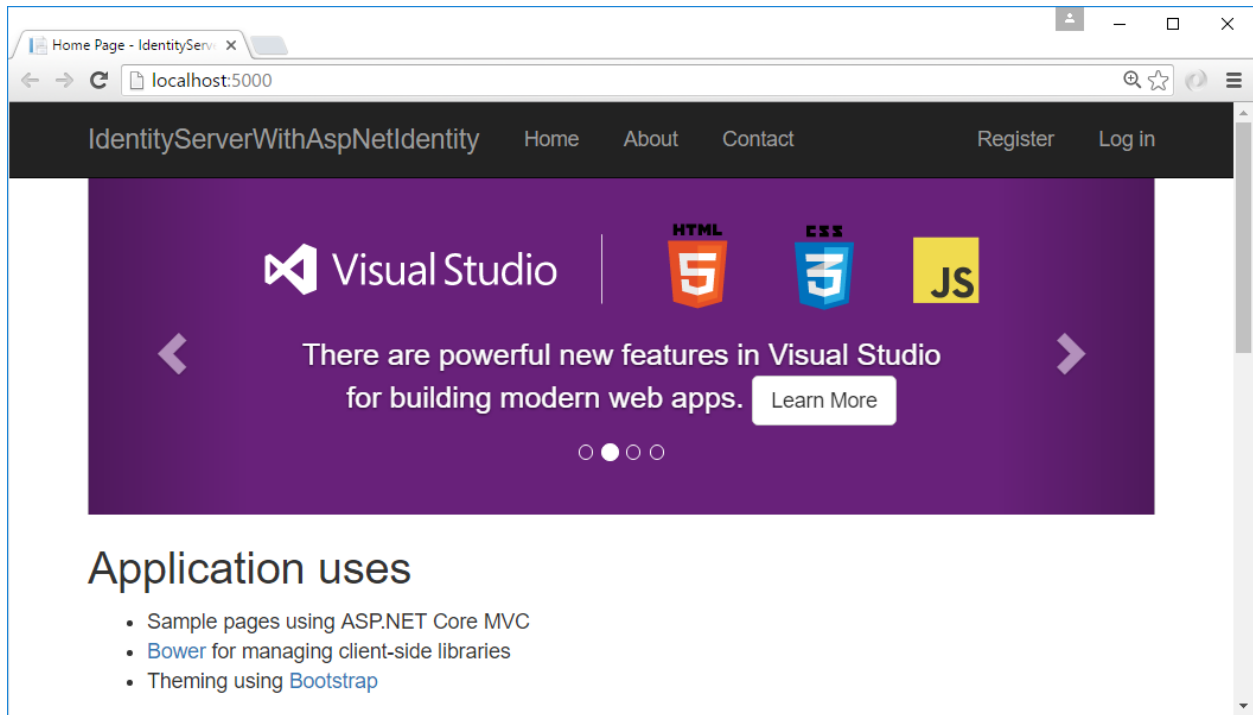 Home Page - IdentityServ
localhost:5000
IdentityServerWithAspNetIdentity Home About Contact Register Log in
Visual Studio HTML 5 CSS 3 JS
There are powerful new features in Visual Studio
for building modern web apps. Learn More
Application uses
• Sample pages using ASP.NET Core MVC
• Bower for managing client-side libraries
• Theming using Bootstrap